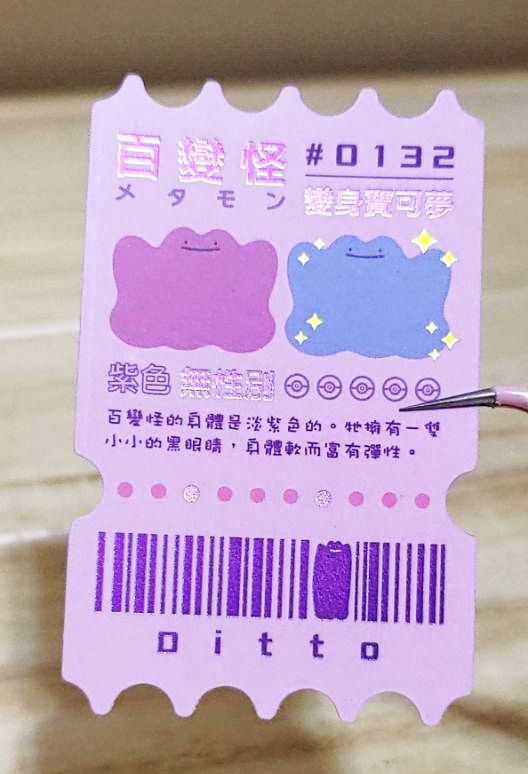 百變怪
#0132
メタモン
變身寶可夢
紫色 無性別
百變怪的身體是淡紫色的。牠擁有一雙
小小的黑眼睛，身體軟而富有彈性。
Ditto